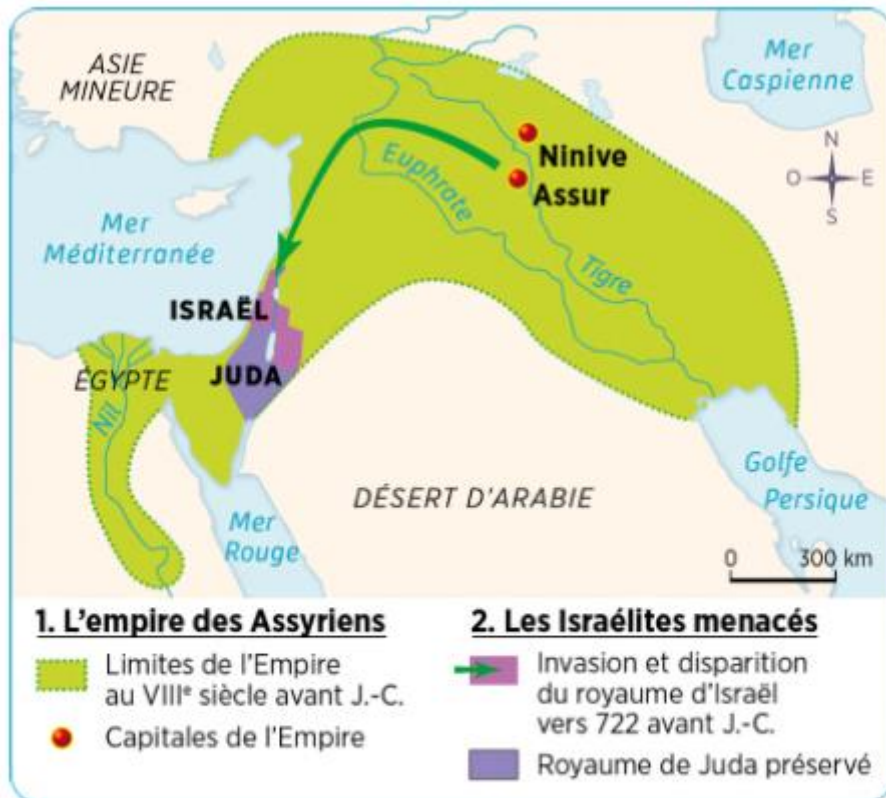 ASIE
MINEURE
Mer
Caspienne
N
O
E
S
Ninive
Assur
Euphrate
Tigre
Mer
Méditerranée
ISRAËL
JUDA
ÉGYPTE
Nil
DÉSERT D'ARABIE
Mer
Rouge
Golfe
Persique
0 300 km
1. L'empire des Assyriens
Limites de l'Empire
au VIIIe siècle avant J.-C.
Capitales de l'Empire
2. Les Israélites menacés
Invasion et disparition
du royaume d'Israël
vers 722 avant J.-C.
Royaume de Juda préservé